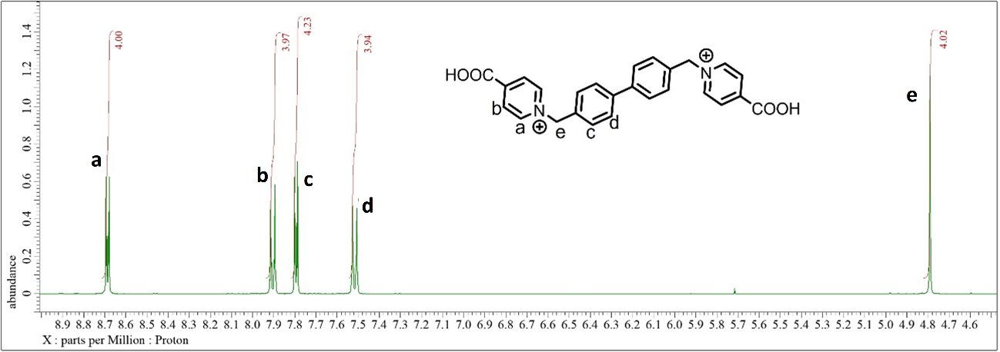 1.4
1.2
1.0
0.8
0.6
0.4
0.2
0
abundance
4.00
3.97
4.23
3.94
4.02
a
b
c
d
e
HOOC
N
COOH
b
a
N
e
c
d
8.9 8.8 8.7 8.6 8.5 8.4 8.3 8.2 8.1 8.0 7.9 7.8 7.7 7.6 7.5 7.4 7.3 7.2 7.1 7.0 6.9 6.8 6.7 6.6 6.5 6.4 6.3 6.2 6.1 6.0 5.9 5.8 5.7 5.6 5.5 5.4 5.3 5.2 5.1 5.0 4.9 4.8 4.7 4.6
X : parts per Million : Proton